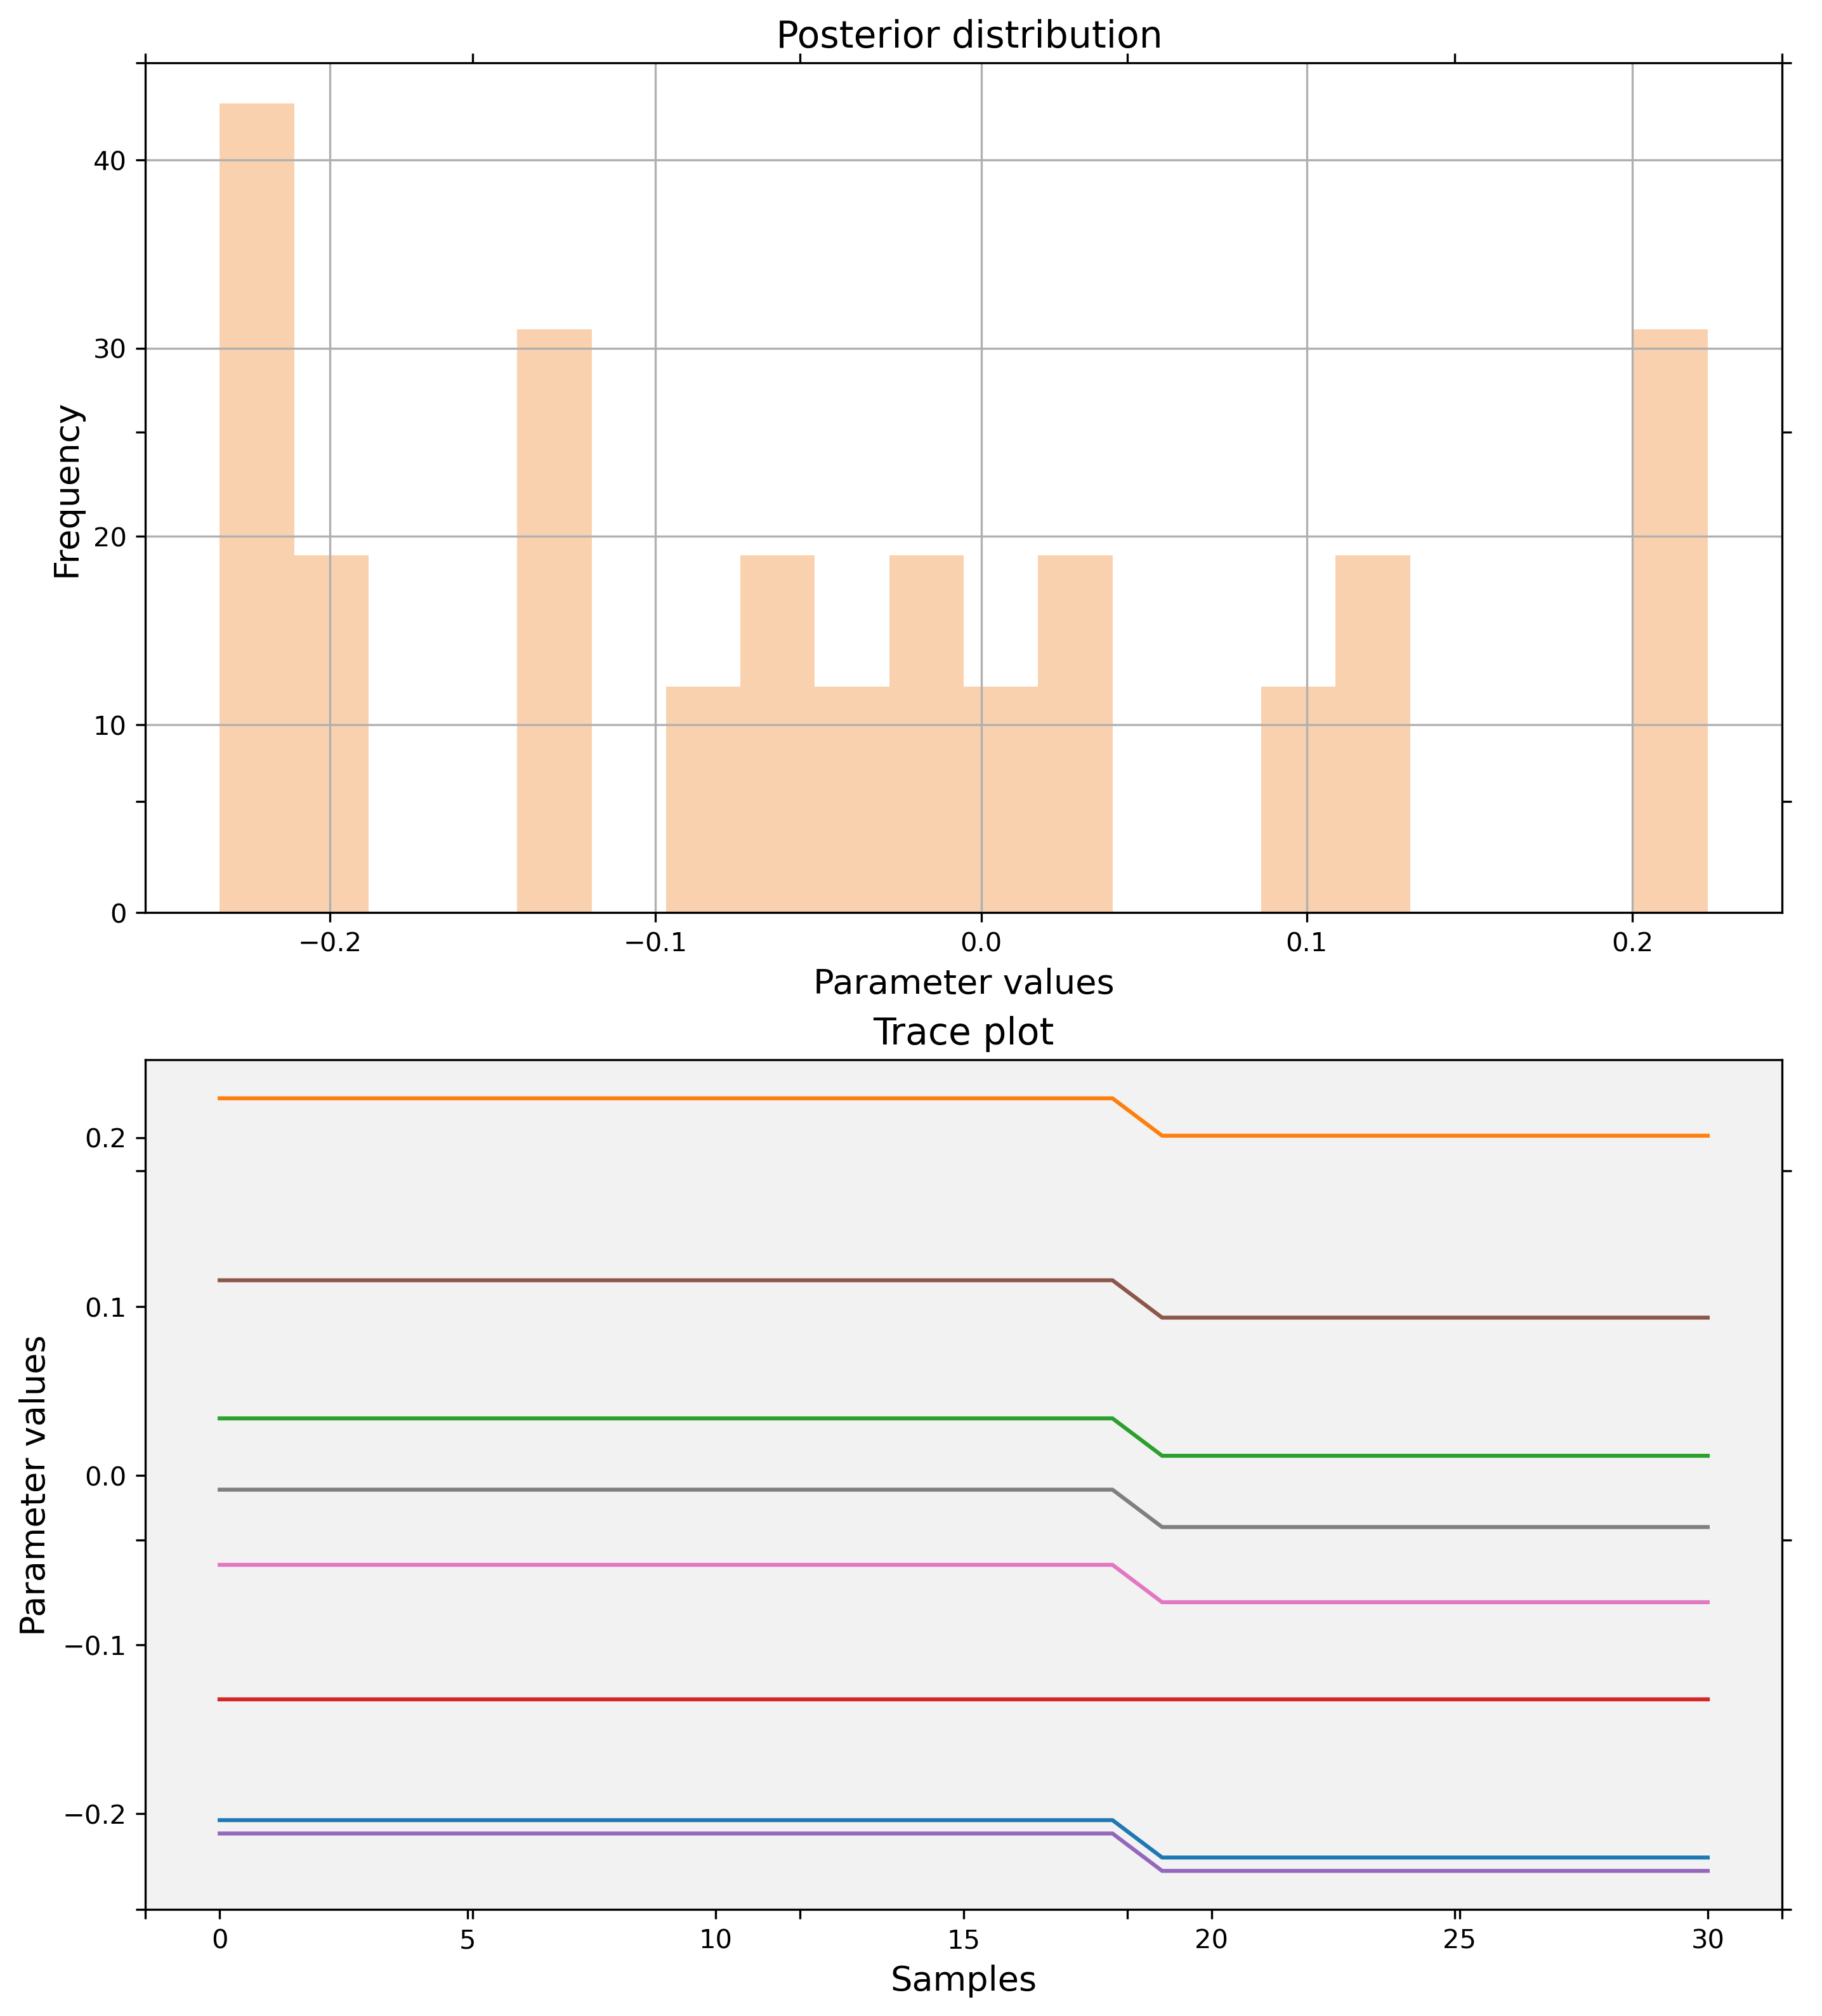 Posterior distribution
Frequency
40
30
20
10
0
−0.2 −0.1 0.0 0.1 0.2
Parameter values
Trace plot
Parameter values
0.2
0.1
0.0
−0.1
−0.2
0 5 10 15 20 25 30
Samples